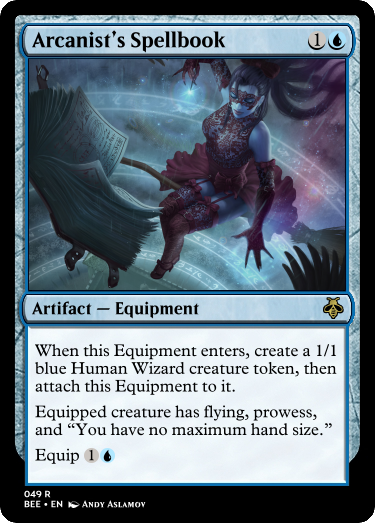 Arcanist's Spellbook 1
Artifact — Equipment
When this Equipment enters, create a 1/1
blue Human Wizard creature token, then
attach this Equipment to it.
Equipped creature has flying, prowess,
and “You have no maximum hand size.”
Equip 1
049 R
BEE • EN Andy Aslamov